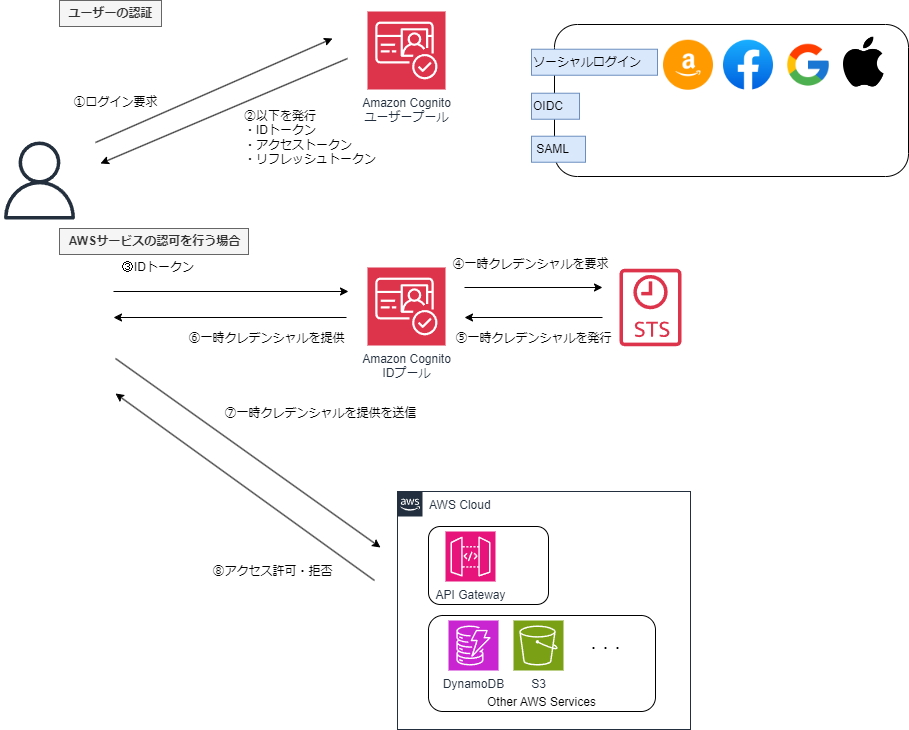 ユーザーの認証
①ログイン要求
②以下を発行
・IDトークン
・アクセストークン
・リフレッシュトークン
Amazon Cognito
ユーザープール
ソーシャルログイン
a
OIDC
SAML
AWSサービスの認可を行う場合
③IDトークン
④一時クレデンシャルを要求
⑥一時クレデンシャルを提供
⑤一時クレデンシャルを発行
STS
Amazon Cognito
IDプール
⑦一時クレデンシャルを提供を送信
⑧アクセス許可・拒否
aws
AWS Cloud
</>
API Gateway
DynamoDB
S3
・・・
Other AWS Services